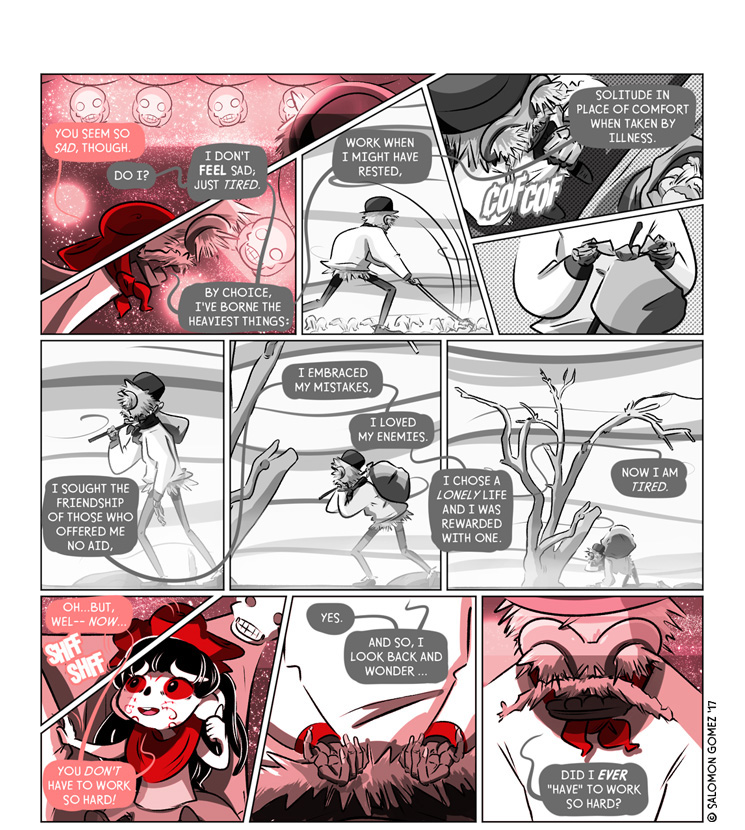 YOU SEEM SO
SAD, THOUGH.
DO I?
I DON'T
FEEL SAD;
JUST TIRED.
BY CHOICE,
I'VE BORNE THE
HEAVIEST THINGS:
WORK WHEN
I MIGHT HAVE
RESTED,
SOLITUDE IN
PLACE OF COMFORT
WHEN TAKEN BY
ILLNESS.
COF COF
I SOUGHT THE
FRIENDSHIP
OF THOSE WHO
OFFERED ME
NO AID,
I EMBRACED
MY MISTAKES,
I LOVED
MY ENEMIES.
I CHOSE A
LONELY LIFE
AND I WAS
REWARDED
WITH ONE.
NOW I AM
TIRED.
OH...BUT,
WEL-- NOW...
SHFF
SHFF
YOU DON'T
HAVE TO WORK
SO HARD!
YES.
AND SO, I
LOOK BACK AND
WONDER ...
DID I EVER
"HAVE" TO WORK
SO HARD?
© SALOMON GOMEZ '17